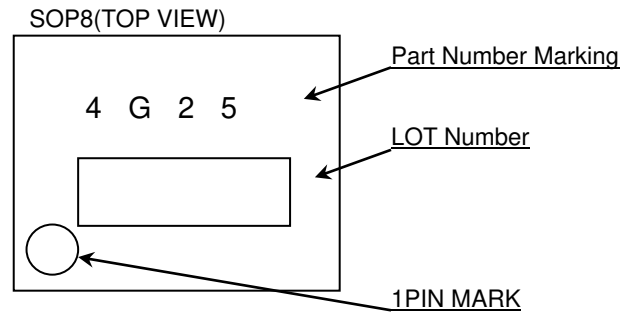 SOP8(TOP VIEW)
Part Number Marking
4 G 2 5
LOT Number
1PIN MARK